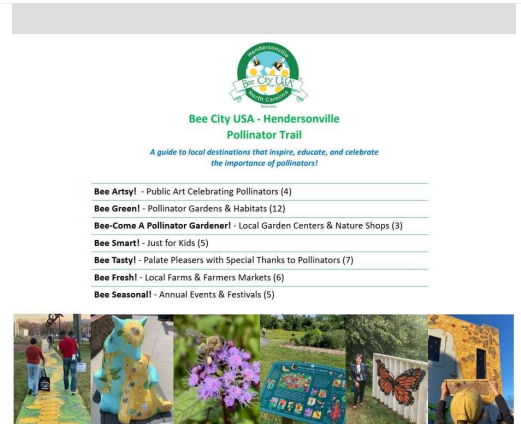 Hendersonville
Bee City USA
North Carolina
Bee City USA - Hendersonville
Pollinator Trail
A guide to local destinations that inspire, educate, and celebrate
the importance of pollinators!
Bee Artsy! - Public Art Celebrating Pollinators (4)
Bee Green! - Pollinator Gardens & Habitats (12)
Bee-Come A Pollinator Gardener! - Local Garden Centers & Nature Shops (3)
Bee Smart! - Just for Kids (5)
Bee Tasty! - Palate Pleasers with Special Thanks to Pollinators (7)
Bee Fresh! - Local Farms & Farmers Markets (6)
Bee Seasonal! - Annual Events & Festivals (5)